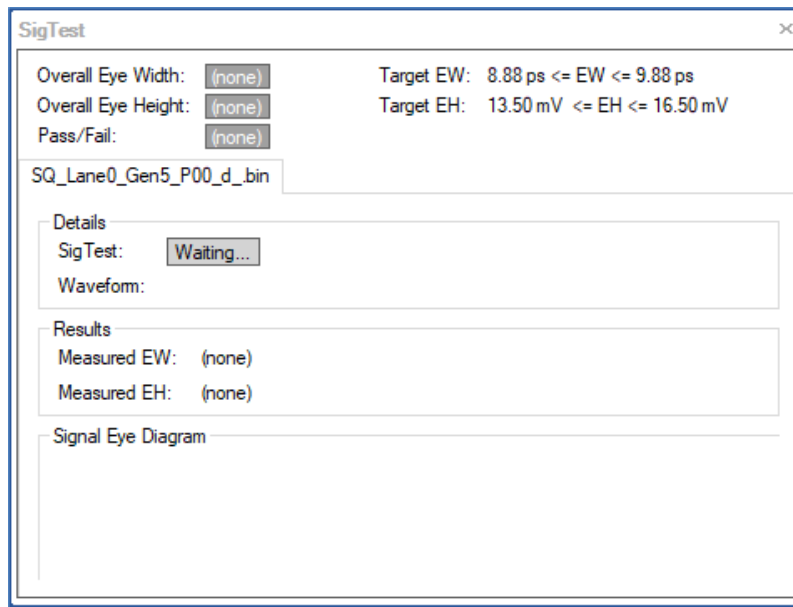 SigTest
Overall Eye Width: (none) Target EW: 8.88 ps <= EW <= 9.88 ps
Overall Eye Height: (none) Target EH: 13.50 mV <= EH <= 16.50 mV
Pass/Fail: (none)
SQ_Lane0_Gen5_P00_d_.bin
Details
SigTest: Waiting...
Waveform:
Results
Measured EW: (none)
Measured EH: (none)
Signal Eye Diagram